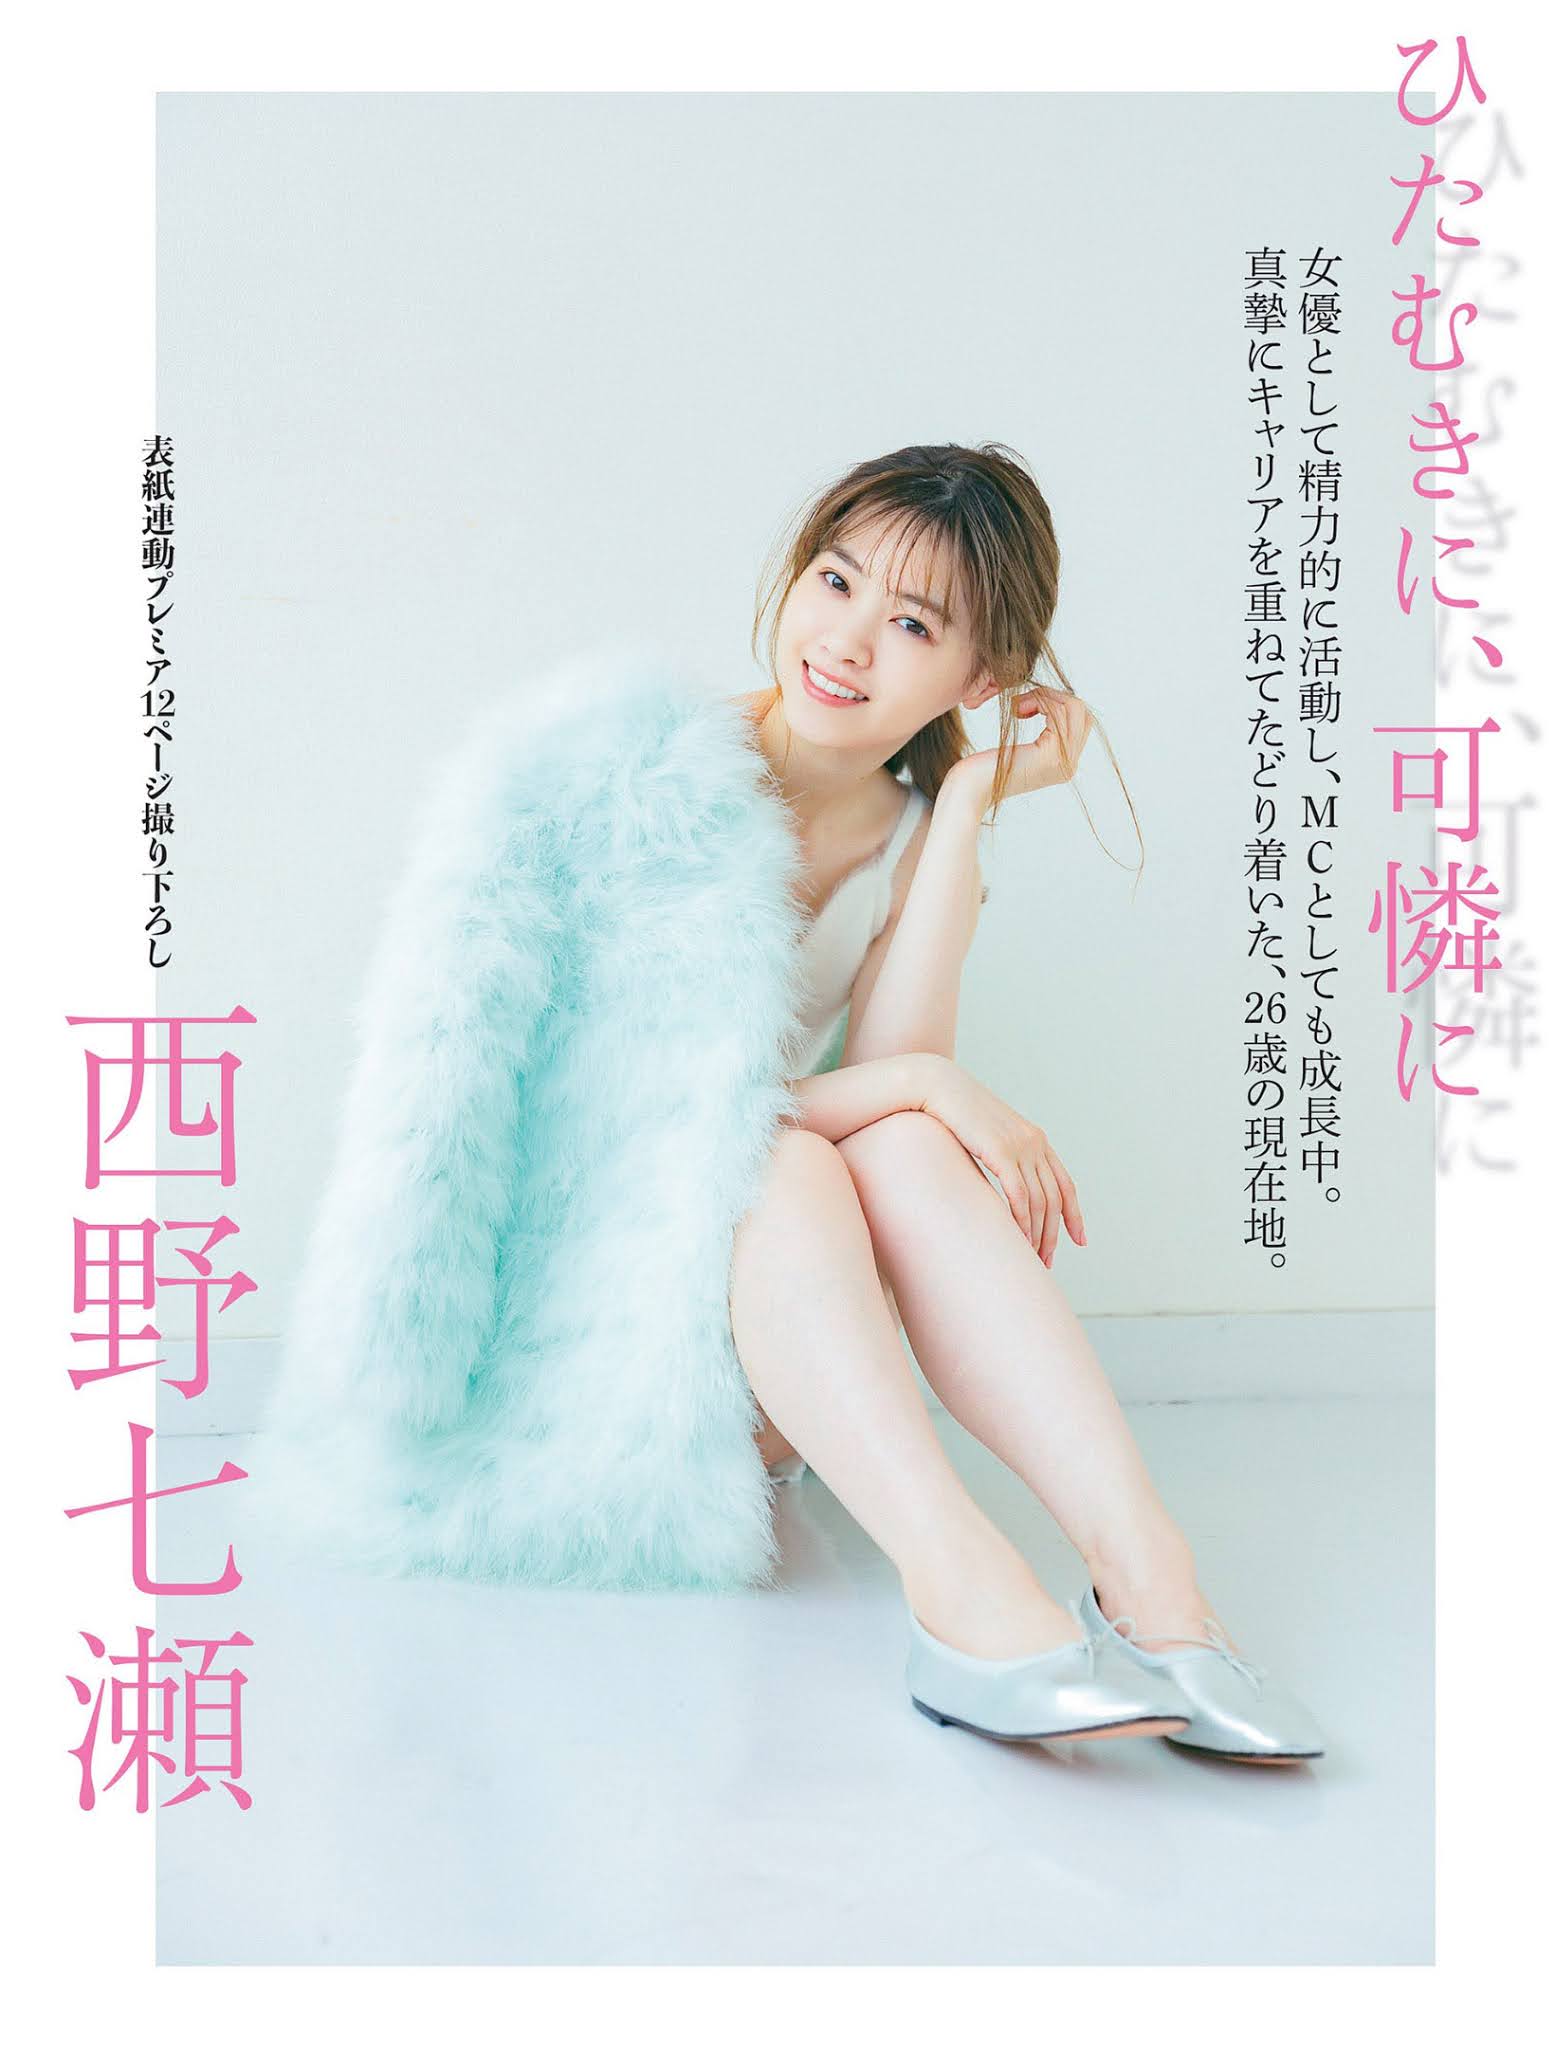 ひたむきに、可憐に
女優として精力的に活動し、MCとしても成長中。
真摯にキャリアを重ねてたどり着いた、26歳の現在地。
表紙連動プレミア12ページ撮り下ろし
西野七瀬